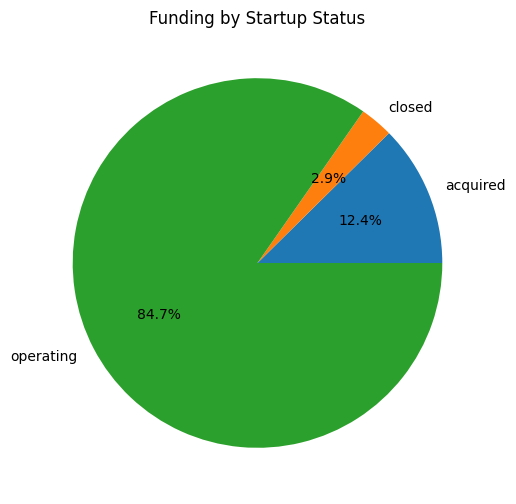 Funding by Startup Status
closed
2.9%
acquired
12.4%
84.7%
operating